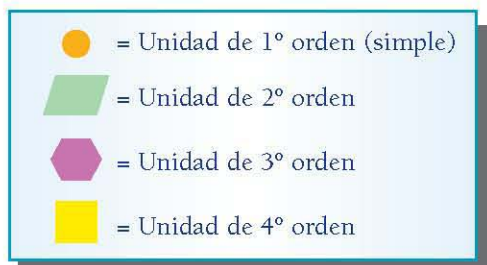 = Unidad de 1º orden (simple)
= Unidad de 2º orden
= Unidad de 3º orden
= Unidad de 4º orden